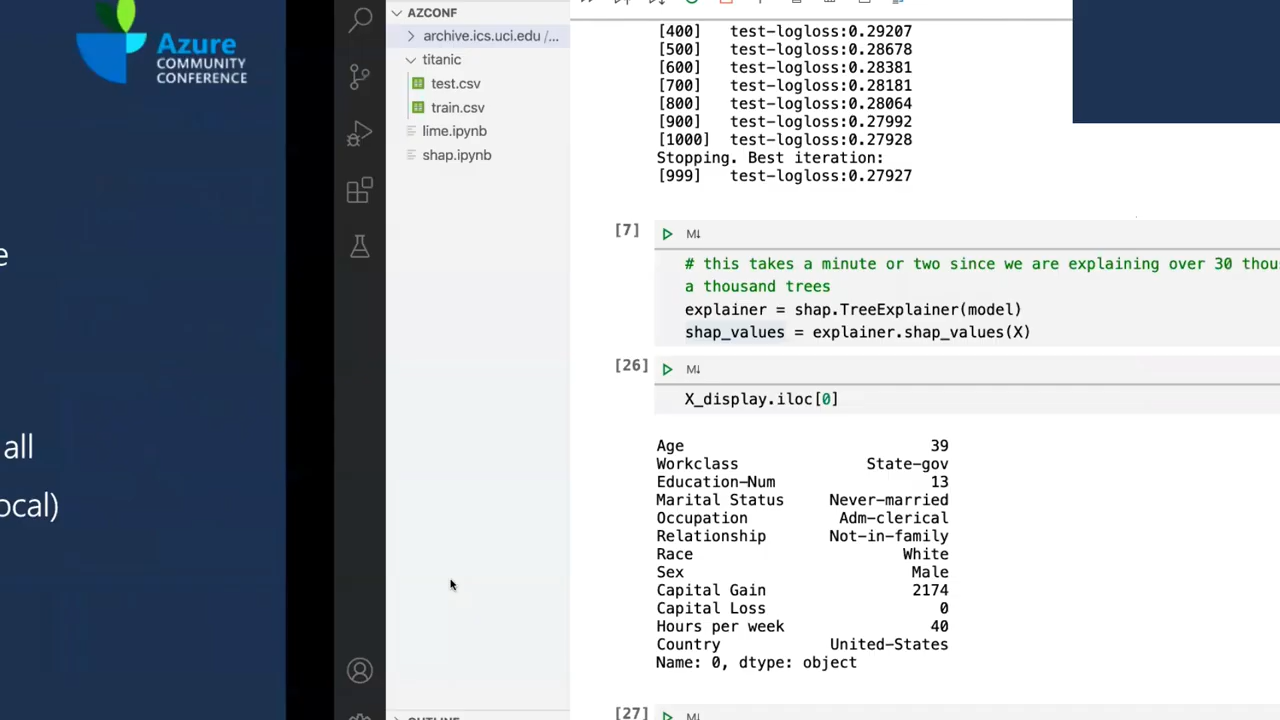 Azure
COMMUNITY
CONFERENCE
e
all
ocal)
AZCONF
archive.ics.uci.edu /...
titanic
test.csv
train.csv
lime.ipynb
shap.ipynb
OUTLINE
[400] test-logloss:0.29207
[500] test-logloss:0.28678
[600] test-logloss:0.28381
[700] test-logloss:0.28181
[800] test-logloss:0.28064
[900] test-logloss:0.27992
[1000] test-logloss:0.27928
Stopping. Best iteration:
[999] test-logloss:0.27927
[7]
M↓
# this takes a minute or two since we are explaining over 30 thou
a thousand trees
explainer = shap.TreeExplainer(model)
shap_values = explainer.shap_values(X)
[26]
M↓
X_display.iloc[0]
Age 39
Workclass State-gov
Education-Num 13
Marital Status Never-married
Occupation Adm-clerical
Relationship Not-in-family
Race White
Sex Male
Capital Gain 2174
Capital Loss 0
Hours per week 40
Country United-States
Name: 0, dtype: object
[27]
M↓